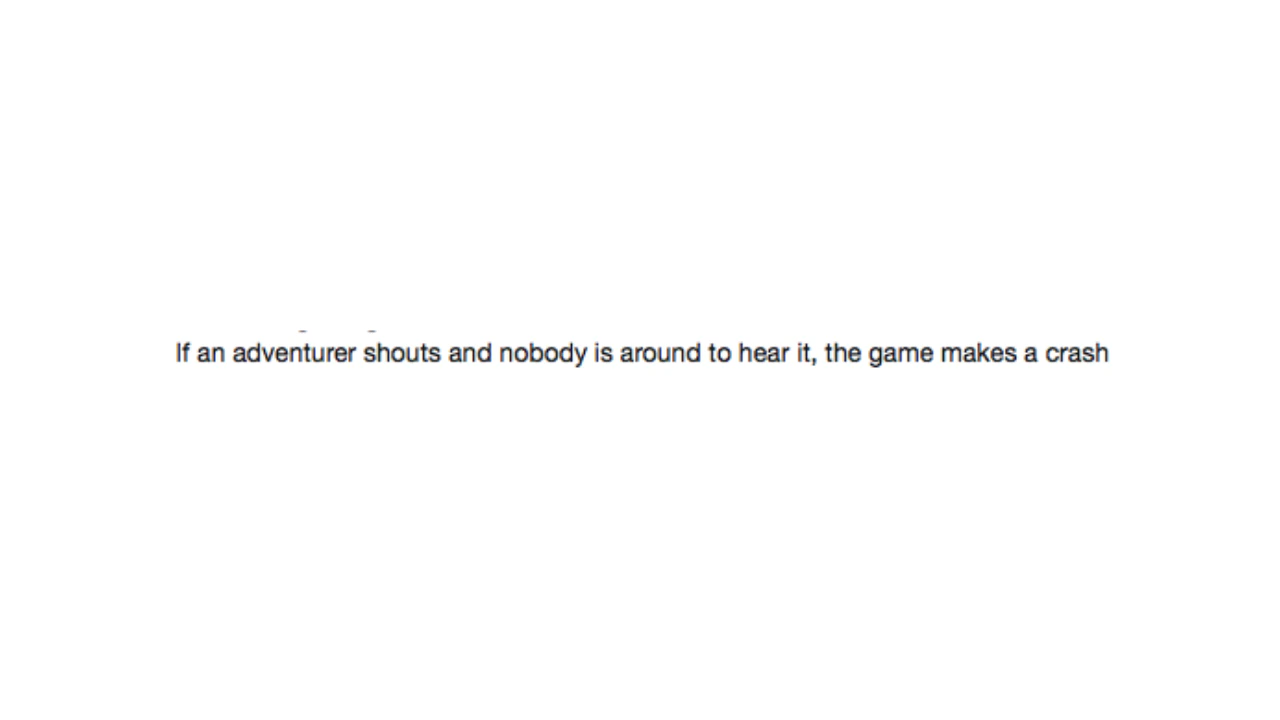 If an adventurer shouts and nobody is around to hear it, the game makes a crash